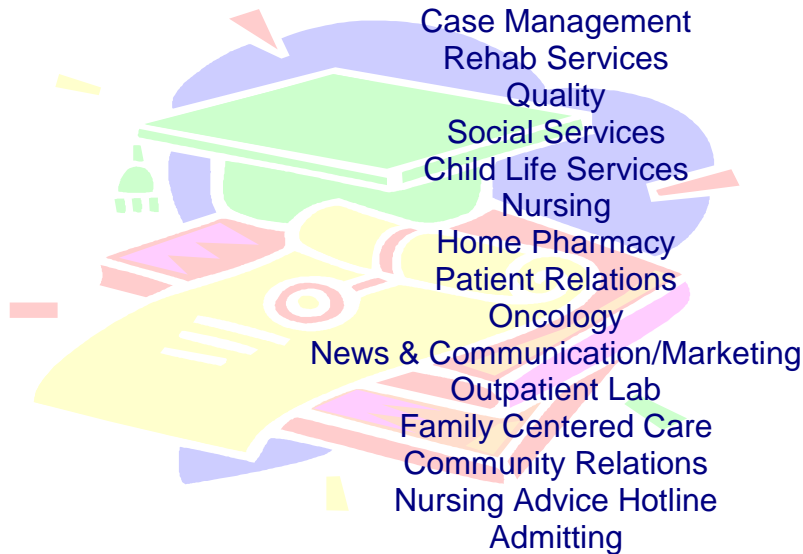 Case Management
Rehab Services
Quality
Social Services
Child Life Services
Nursing
Home Pharmacy
Patient Relations
Oncology
News & Communication/Marketing
Outpatient Lab
Family Centered Care
Community Relations
Nursing Advice Hotline
Admitting